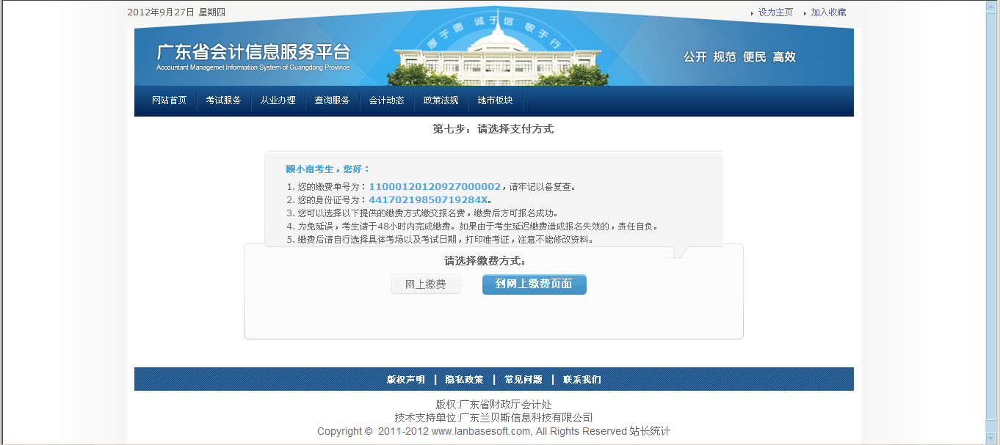 2012年9月27日 星期四
设为主页 加入收藏
厚于德 诚于信 敏于行
广东省会计信息服务平台
Accountant Managemet Information System of Guangdong Province
公开 规范 便民 高效
网站首页 考试服务 从业办理 查询服务 会计动态 政策法规 地市板块
第七步：请选择支付方式
顾小南考生，您好：
1. 您的缴费单号为：11000120120927000002，请牢记以备复查。
2. 您的身份证号为：44170219850719284X。
3. 您可以选择以下提供的缴费方式缴交报名费，缴费后方可报名成功。
4. 为免延误，考生请于48小时内完成缴费。如果由于考生延迟缴费造成报名失效的，责任自负。
5. 缴费后请自行选择具体考场以及考试日期，打印准考证，注意不能修改资料。
请选择缴费方式。
网上缴费 到网上缴费页面
版权声明 | 隐私政策 | 常见问题 | 联系我们
版权:广东省财政厅会计处
技术支持单位:广东兰贝斯信息科技有限公司
Copyright © 2011-2012 www.lanbasesoft.com, All Rights Reserved 站长统计